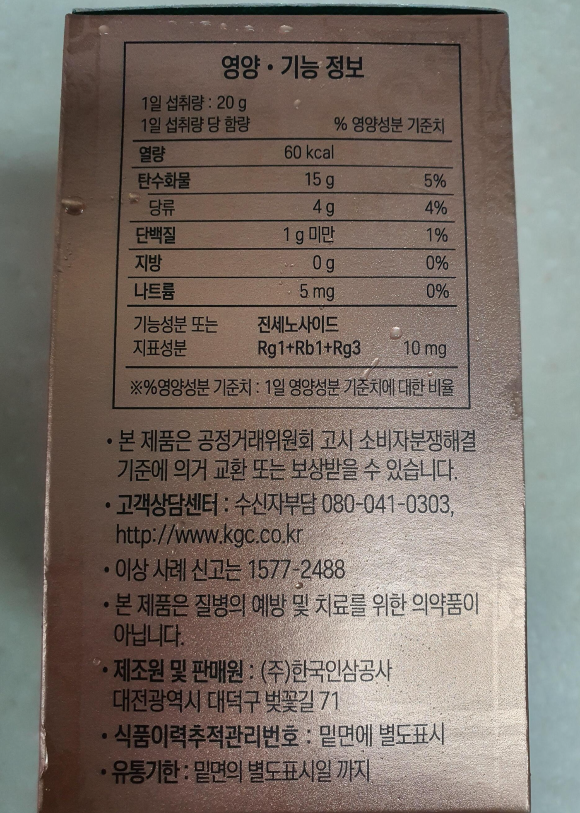 영양•기능 정보
1일 섭취량 : 20 g
1일 섭취량 당 함량 % 영양성분 기준치
열량 60 kcal
탄수화물 15 g 5%
당류 4 g 4%
단백질 1 g 미만 1%
지방 0 g 0%
나트륨 5 mg 0%
기능성분 또는 진세노사이드
지표성분 Rg1+Rb1+Rg3 10 mg
※%영양성분 기준치 : 1일 영양성분 기준치에 대한 비율
• 본 제품은 공정거래위원회 고시 소비자분쟁해결
기준에 의거 교환 또는 보상받을 수 있습니다.
• 고객상담센터 : 수신자부담 080-041-0303,
http://www.kgc.co.kr
• 이상 사례 신고는 1577-2488
• 본 제품은 질병의 예방 및 치료를 위한 의약품이
아닙니다.
• 제조원 및 판매원 : (주)한국인삼공사
대전광역시 대덕구 벚꽃길 71
• 식품이력추적관리번호 : 밑면에 별도표시
• 유통기한 : 밑면의 별도표시일 까지